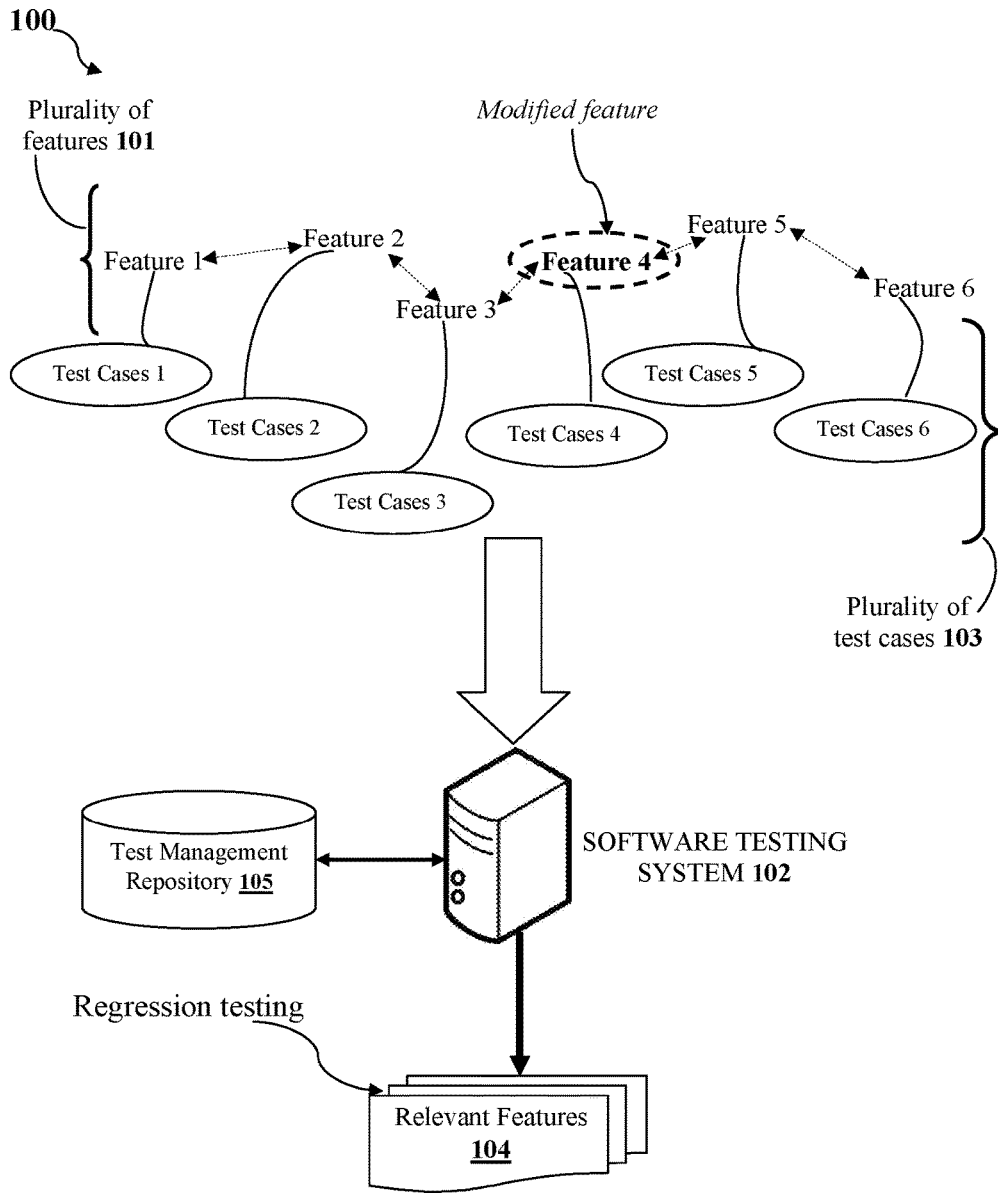 100
Plurality of
features 101
Modified feature
Feature 1
Feature 2
Feature 3
Feature 4
Feature 5
Feature 6
Test Cases 1
Test Cases 2
Test Cases 3
Test Cases 4
Test Cases 5
Test Cases 6
Plurality of
test cases 103
Test Management
Repository 105
SOFTWARE TESTING
SYSTEM 102
Regression testing
Relevant Features
104